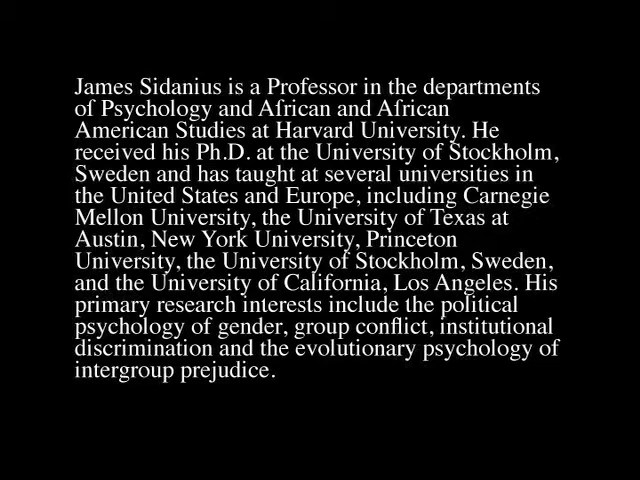 James Sidanius is a Professor in the departments
of Psychology and African and African
American Studies at Harvard University. He
received his Ph.D. at the University of Stockholm,
Sweden and has taught at several universities in
the United States and Europe, including Carnegie
Mellon University, the University of Texas at
Austin, New York University, Princeton
University, the University of Stockholm, Sweden,
and the University of California, Los Angeles. His
primary research interests include the political
psychology of gender, group conflict, institutional
discrimination and the evolutionary psychology of
intergroup prejudice.